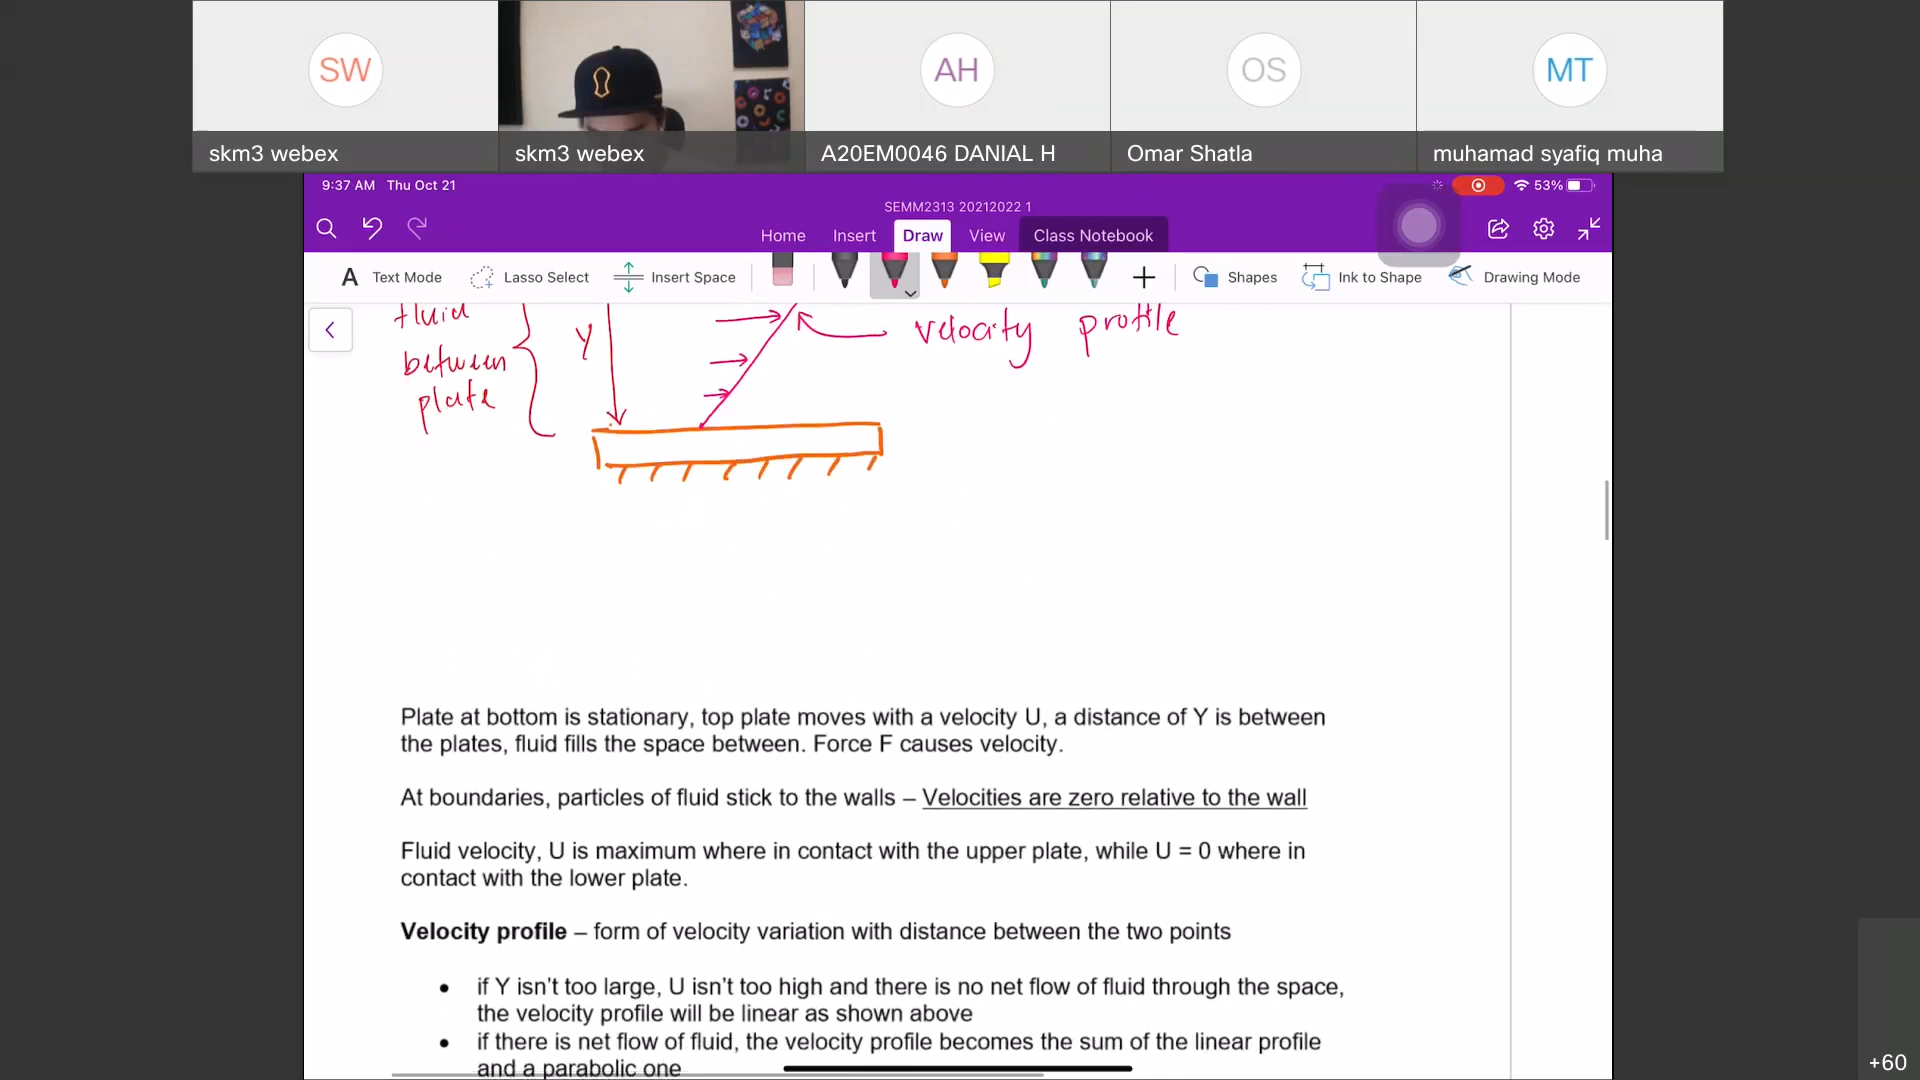 SW
AH
OS
MT
skm3 webex
skm3 webex
A20EM0046 DANIAL H
Omar Shatla
muhamad syafiq muha
9:37 AM Thu Oct 21
53%
SEMM2313 20212022 1
Home Insert Draw View Class Notebook
A Text Mode Lasso Select Insert Space Shapes Ink to Shape Drawing Mode
fluid
between
plate
Y
velocity profile
Plate at bottom is stationary, top plate moves with a velocity U, a distance of Y is between
the plates, fluid fills the space between. Force F causes velocity.
At boundaries, particles of fluid stick to the walls – Velocities are zero relative to the wall
Fluid velocity, U is maximum where in contact with the upper plate, while U = 0 where in
contact with the lower plate.
Velocity profile – form of velocity variation with distance between the two points
• if Y isn't too large, U isn't too high and there is no net flow of fluid through the space,
the velocity profile will be linear as shown above
• if there is net flow of fluid, the velocity profile becomes the sum of the linear profile
and a parabolic one
+60